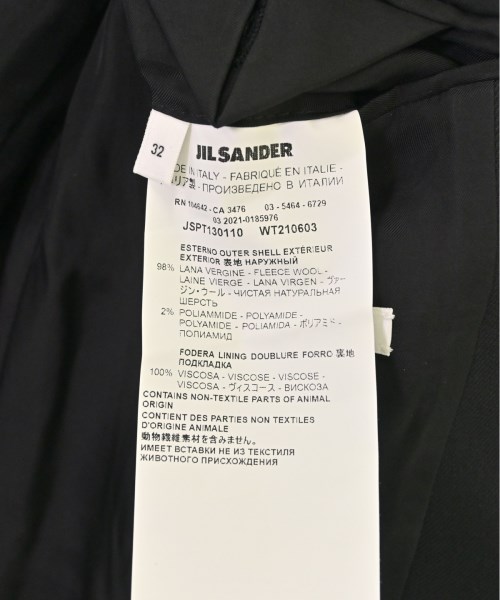 32
JIL SANDER
DE IN ITALY - FABRIQUÉ EN ITALIE -
リア製 - ПРОИЗВЕДЕНО В ИТАЛИИ
RN 104642 - CA 3476 03 - 5464 - 6729
03 2021-0185976
JSPT130110 WT210603
ESTERNO OUTER SHELL EXTÉRIEUR
EXTERIOR 裏地 НАРУЖНЫЙ
98% LANA VERGINE - FLEECE WOOL -
LAINE VIERGE - LANA VIRGEN - ヴァー
ジン・ウール - ЧИСТАЯ НАТУРАЛЬНАЯ
ШЕРСТЬ
2% POLIAMMIDE - POLYAMIDE -
POLYAMIDE - POLIAMIDA - ポリアミド -
ПОЛИАМИД
FODERA LINING DOUBLURE FORRO 裏地
ПОДКЛАДКА
100% VISCOSA - VISCOSE - VISCOSE -
VISCOSA - ヴィスコース - ВИСКОЗА
CONTAINS NON-TEXTILE PARTS OF ANIMAL
ORIGIN
CONTIENT DES PARTIES NON TEXTILES
D'ORIGINE ANIMALE
動物繊維素材を含みません。
ИМЕЕТ ВСТАВКИ НЕ ИЗ ТЕКСТИЛЯ
ЖИВОТНОГО ПРИСХОЖДЕНИЯ